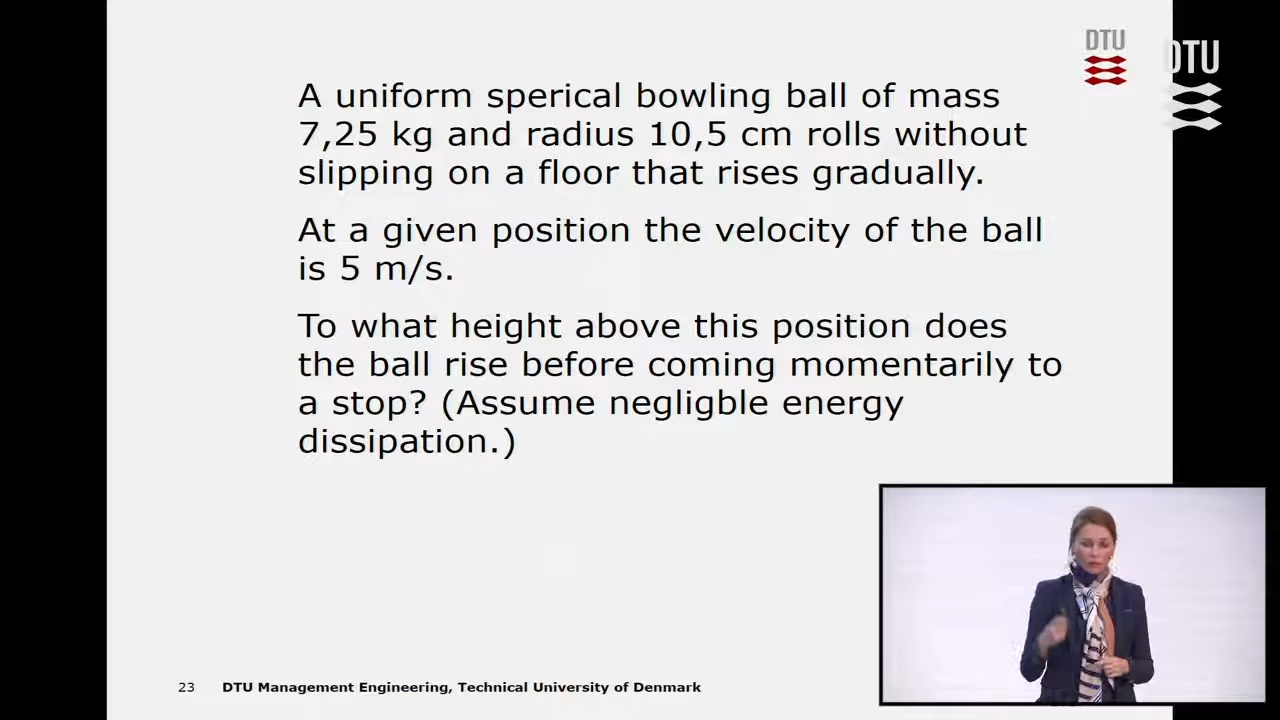 DTU
DTU
A uniform sperical bowling ball of mass
7,25 kg and radius 10,5 cm rolls without
slipping on a floor that rises gradually.
At a given position the velocity of the ball
is 5 m/s.
To what height above this position does
the ball rise before coming momentarily to
a stop? (Assume negligble energy
dissipation.)
23 DTU Management Engineering, Technical University of Denmark